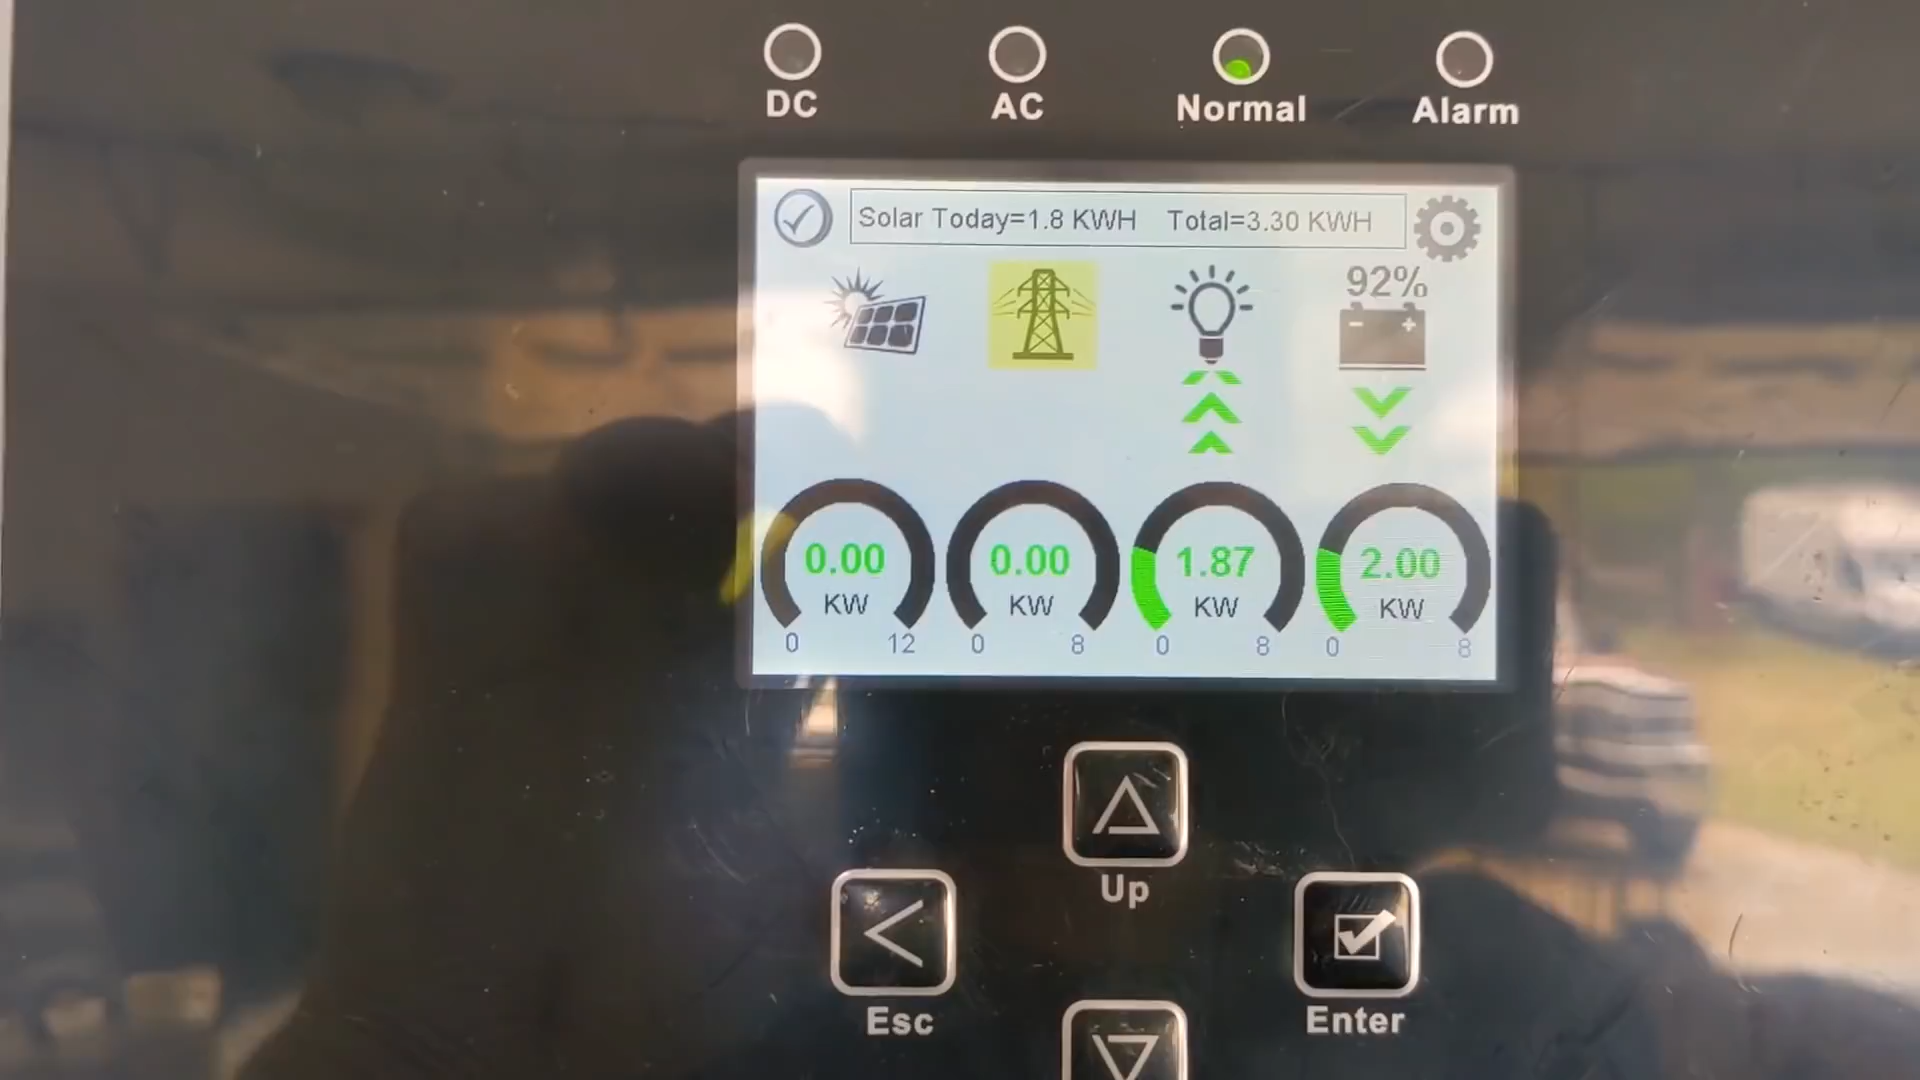 DC AC Normal Alarm
Solar Today=1.8 KWH Total=3.30 KWH
92%
0.00 0.00 1.87 2.00
KW KW KW KW
0 12 0 8 0 8 0 8
Up
Esc Enter